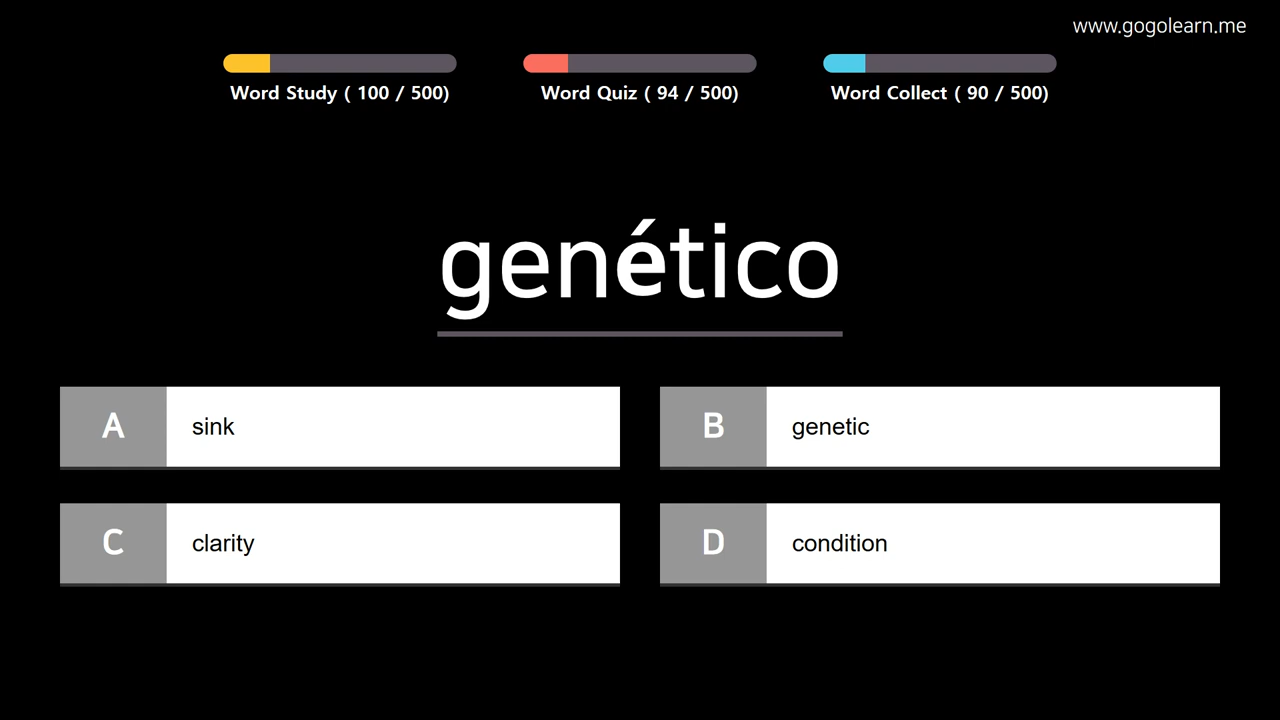 www.gogolearn.me
Word Study ( 100 / 500)
Word Quiz ( 94 / 500)
Word Collect ( 90 / 500)
genético
A sink
B genetic
C clarity
D condition